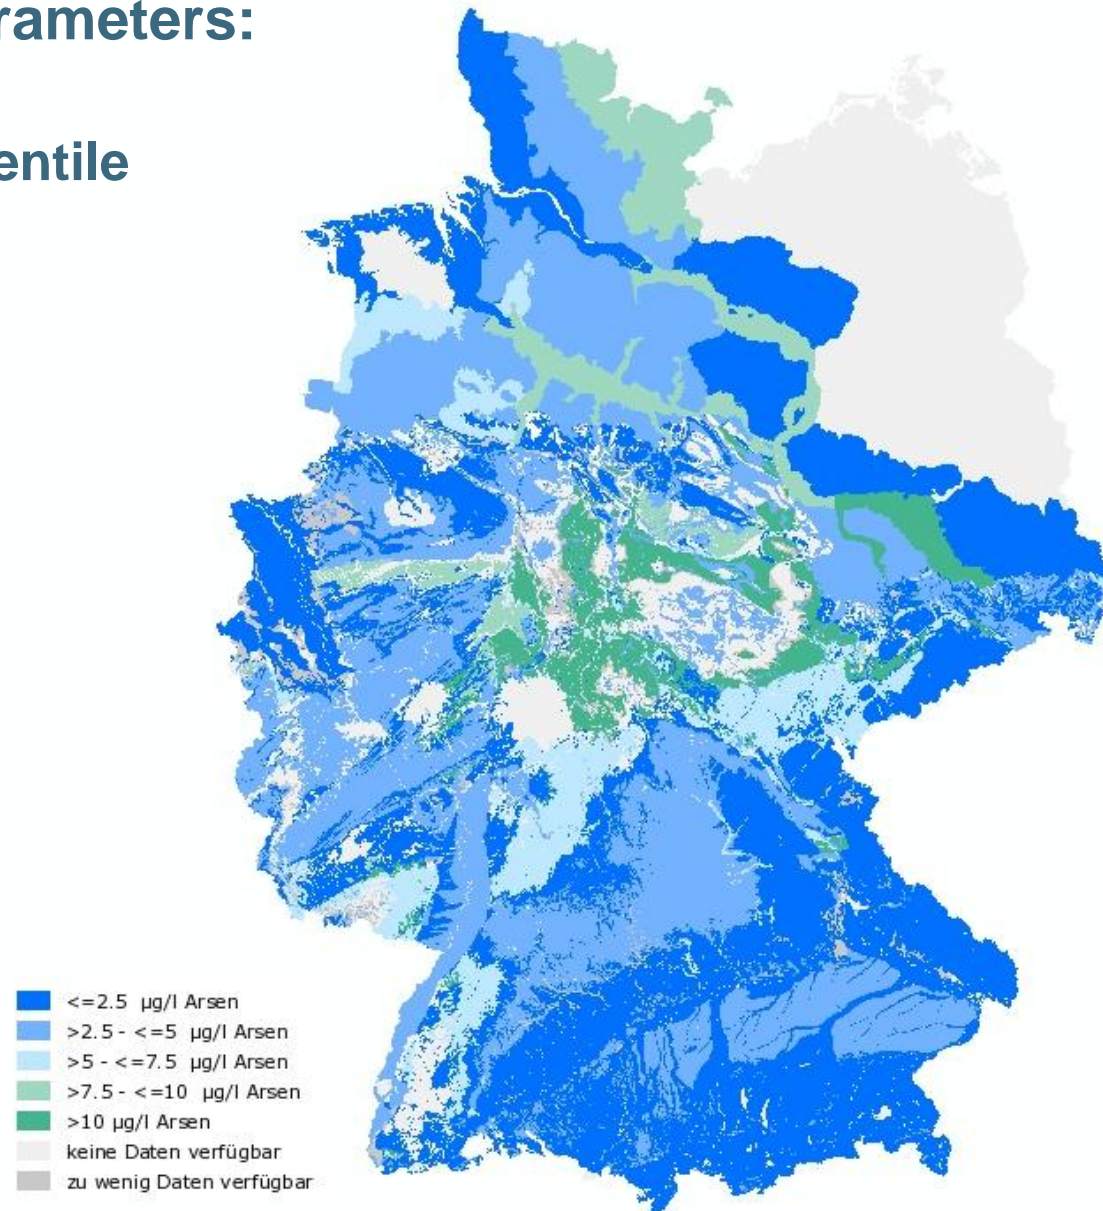 rameters:
entile
<=2.5 µg/l Arsen
>2.5 - <=5 µg/l Arsen
>5 - <=7.5 µg/l Arsen
>7.5 - <=10 µg/l Arsen
>10 µg/l Arsen
keine Daten verfügbar
zu wenig Daten verfügbar